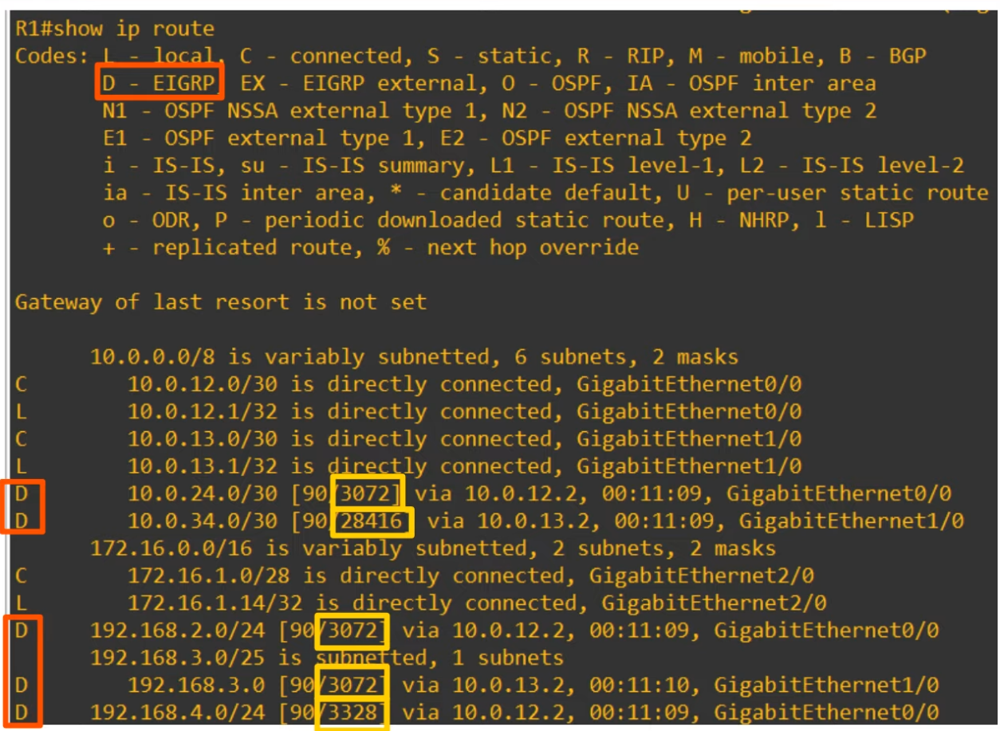 R1#show ip route
Codes: L - local, C - connected, S - static, R - RIP, M - mobile, B - BGP
D - EIGRP, EX - EIGRP external, O - OSPF, IA - OSPF inter area
N1 - OSPF NSSA external type 1, N2 - OSPF NSSA external type 2
E1 - OSPF external type 1, E2 - OSPF external type 2
i - IS-IS, su - IS-IS summary, L1 - IS-IS level-1, L2 - IS-IS level-2
ia - IS-IS inter area, * - candidate default, U - per-user static route
o - ODR, P - periodic downloaded static route, H - NHRP, l - LISP
+ - replicated route, % - next hop override
Gateway of last resort is not set
10.0.0.0/8 is variably subnetted, 6 subnets, 2 masks
C 10.0.12.0/30 is directly connected, GigabitEthernet0/0
L 10.0.12.1/32 is directly connected, GigabitEthernet0/0
C 10.0.13.0/30 is directly connected, GigabitEthernet1/0
L 10.0.13.1/32 is directly connected, GigabitEthernet1/0
D 10.0.24.0/30 [90/3072] via 10.0.12.2, 00:11:09, GigabitEthernet0/0
D 10.0.34.0/30 [90/28416] via 10.0.13.2, 00:11:09, GigabitEthernet1/0
172.16.0.0/16 is variably subnetted, 2 subnets, 2 masks
C 172.16.1.0/28 is directly connected, GigabitEthernet2/0
L 172.16.1.14/32 is directly connected, GigabitEthernet2/0
D 192.168.2.0/24 [90/3072] via 10.0.12.2, 00:11:09, GigabitEthernet0/0
192.168.3.0/25 is subnetted, 1 subnets
D 192.168.3.0 [90/3072] via 10.0.13.2, 00:11:10, GigabitEthernet1/0
D 192.168.4.0/24 [90/3328] via 10.0.12.2, 00:11:09, GigabitEthernet0/0